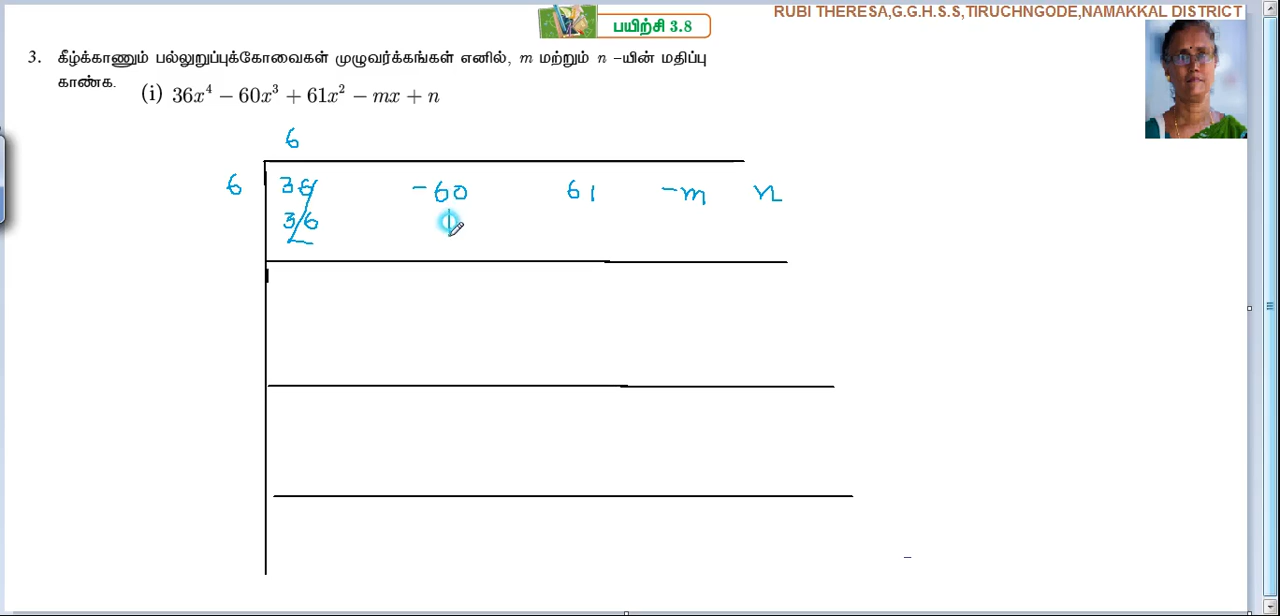 RUBI THERESA,G.G.H.S.S,TIRUCHNGODE,NAMAKKAL DISTRICT
பயிற்சி 3.8
3. கீழ்க்காணும் பல்லுறுப்புக்கோவைகள் முழுவர்க்கங்கள் எனில், m மற்றும் n –யின் மதிப்பு
காண்க. (i) 36x⁴ − 60x³ + 61x² − mx + n
6
6 36 -60 61 -m n
36